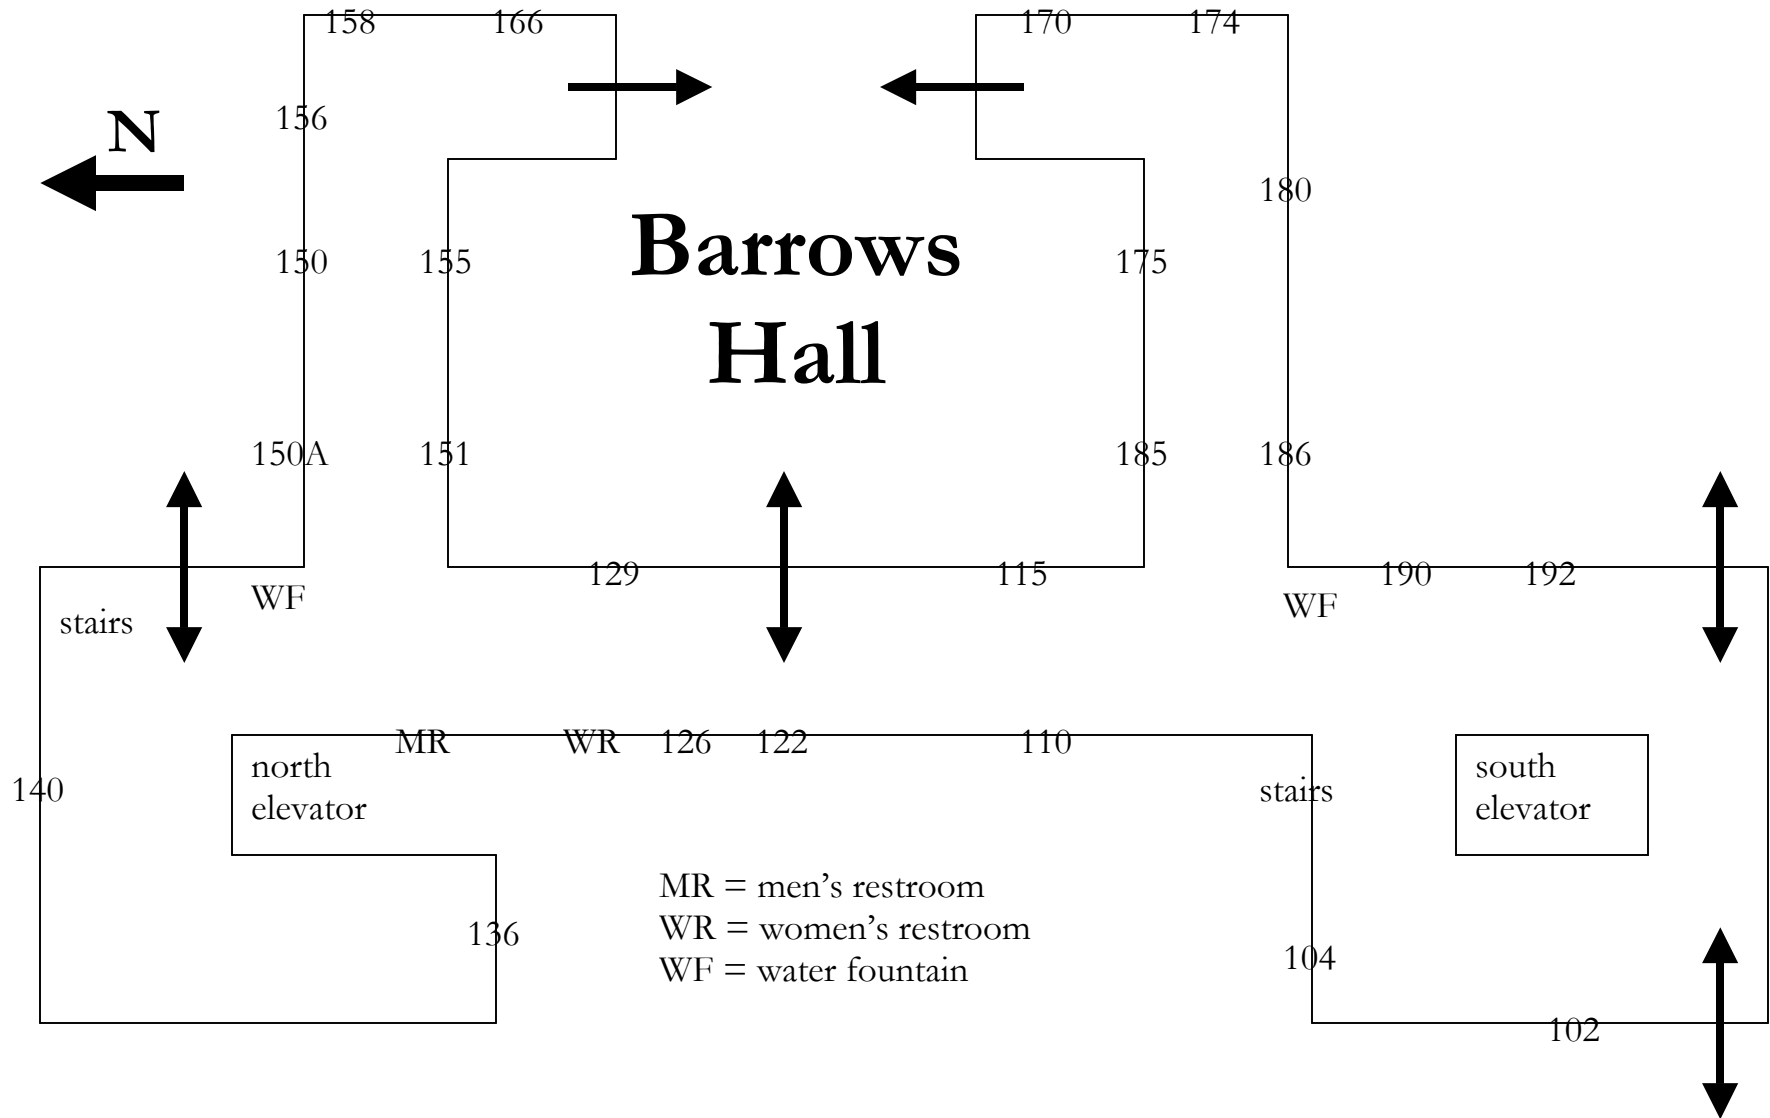 158
166
170
174
156
N
180
Barrows
Hall
150
155
175
150A
151
185
186
129
115
190
192
WF
WF
stairs
MR
WR
126
122
110
north
elevator
south
elevator
140
stairs
MR = men's restroom
WR = women's restroom
WF = water fountain
136
104
102